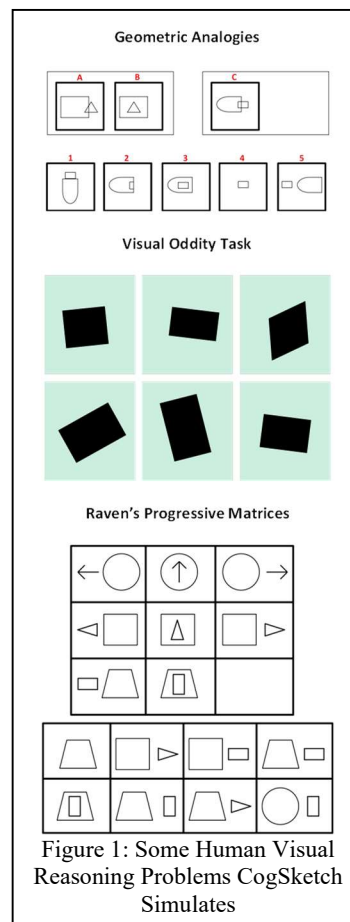 Geometric Analogies
A B C
1 2 3 4 5
Visual Oddity Task
Raven's Progressive Matrices
Figure 1: Some Human Visual
Reasoning Problems CogSketch
Simulates